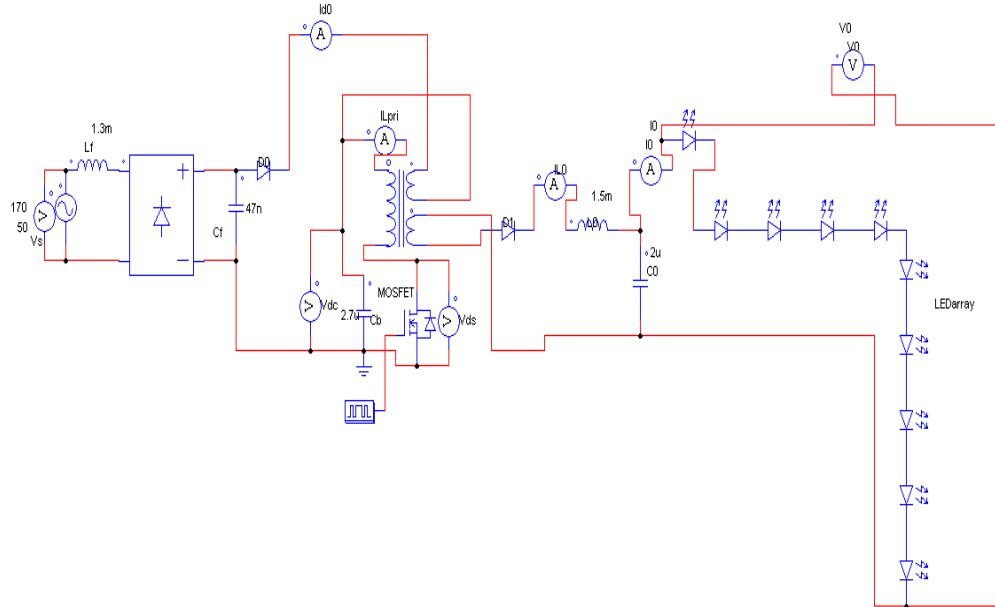 Id0
A
V0
V0
V
ILpri
A
1.3m
Lf
I0
I0
A
170
50
Vs
V
D0
47n
Cf
IL0
A
1.5m
L0
D1
2u
C0
MOSFET
Vdc
V
2.7u
Cb
Vds
V
LEDarray